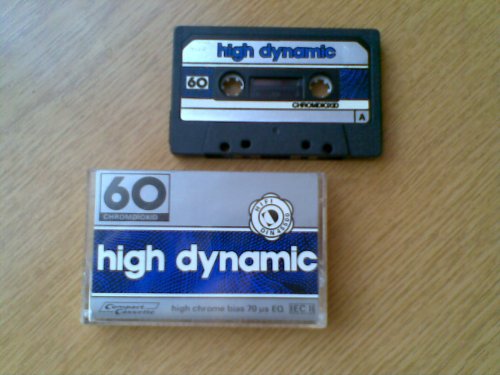 high dynamic
60
CHROMDIOXID
A
60
CHROMDIOXID
HIFI
DIN 45500
high dynamic
Compact
Cassette
high chrome bias 70 µs EQ IEC II